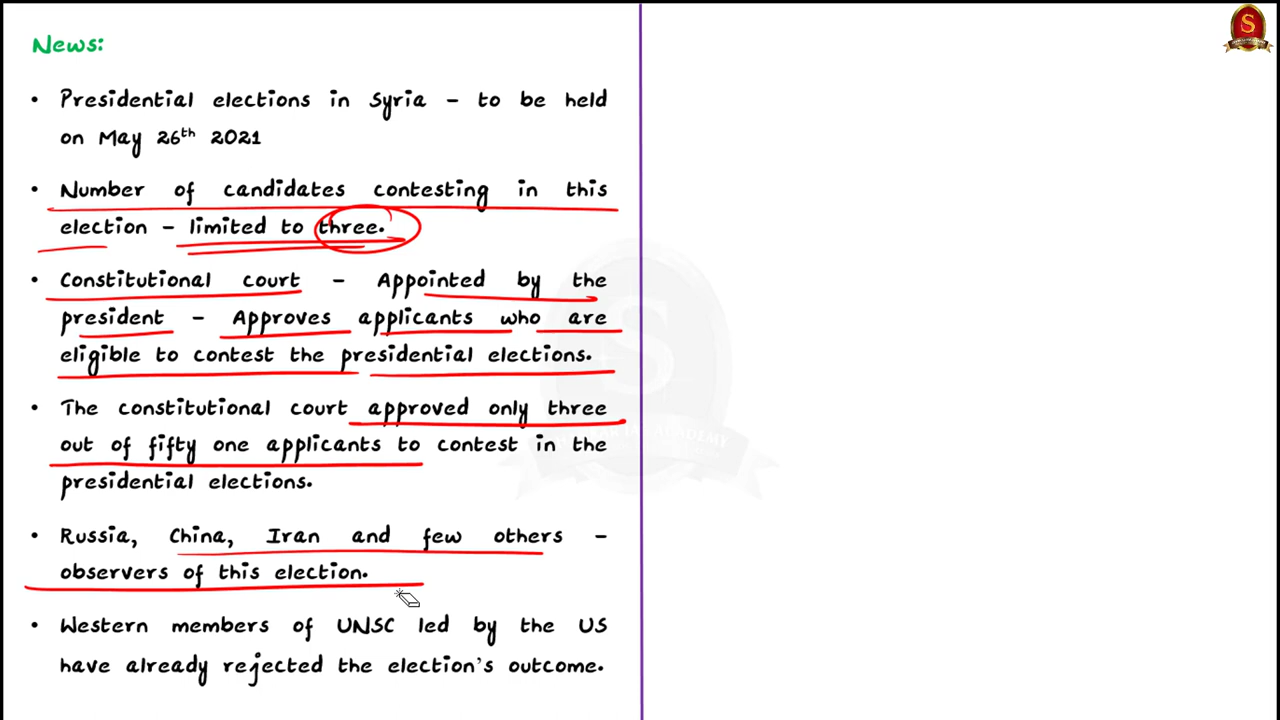 News:
• Presidential elections in Syria – to be held
on May 26th 2021
• Number of candidates contesting in this
election – limited to three.
• Constitutional court – Appointed by the
president – Approves applicants who are
eligible to contest the presidential elections.
• The constitutional court approved only three
out of fifty one applicants to contest in the
presidential elections.
• Russia, China, Iran and few others –
observers of this election.
• Western members of UNSC led by the US
have already rejected the election's outcome.
S
ACADEMY
S